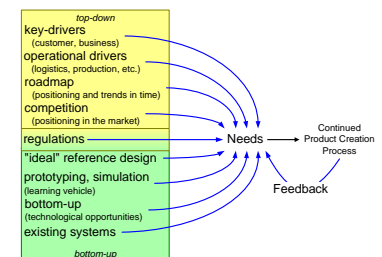 top-down
key-drivers
(customer, business)
operational drivers
(logistics, production, etc.)
roadmap
(positioning and trends in time)
competition
(positioning in the market)
regulations
"ideal" reference design
prototyping, simulation
(learning vehicle)
bottom-up
(technological opportunities)
existing systems
bottom-up
Needs
Continued
Product Creation
Process
Feedback